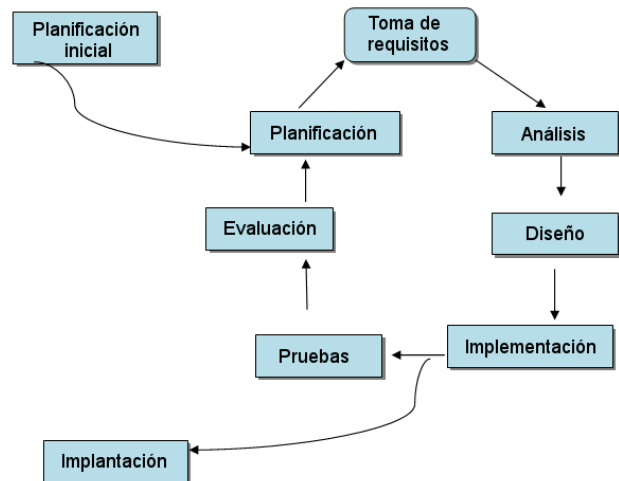 Planificación
inicial
Toma de
requisitos
Planificación
Análisis
Evaluación
Diseño
Pruebas
Implementación
Implantación